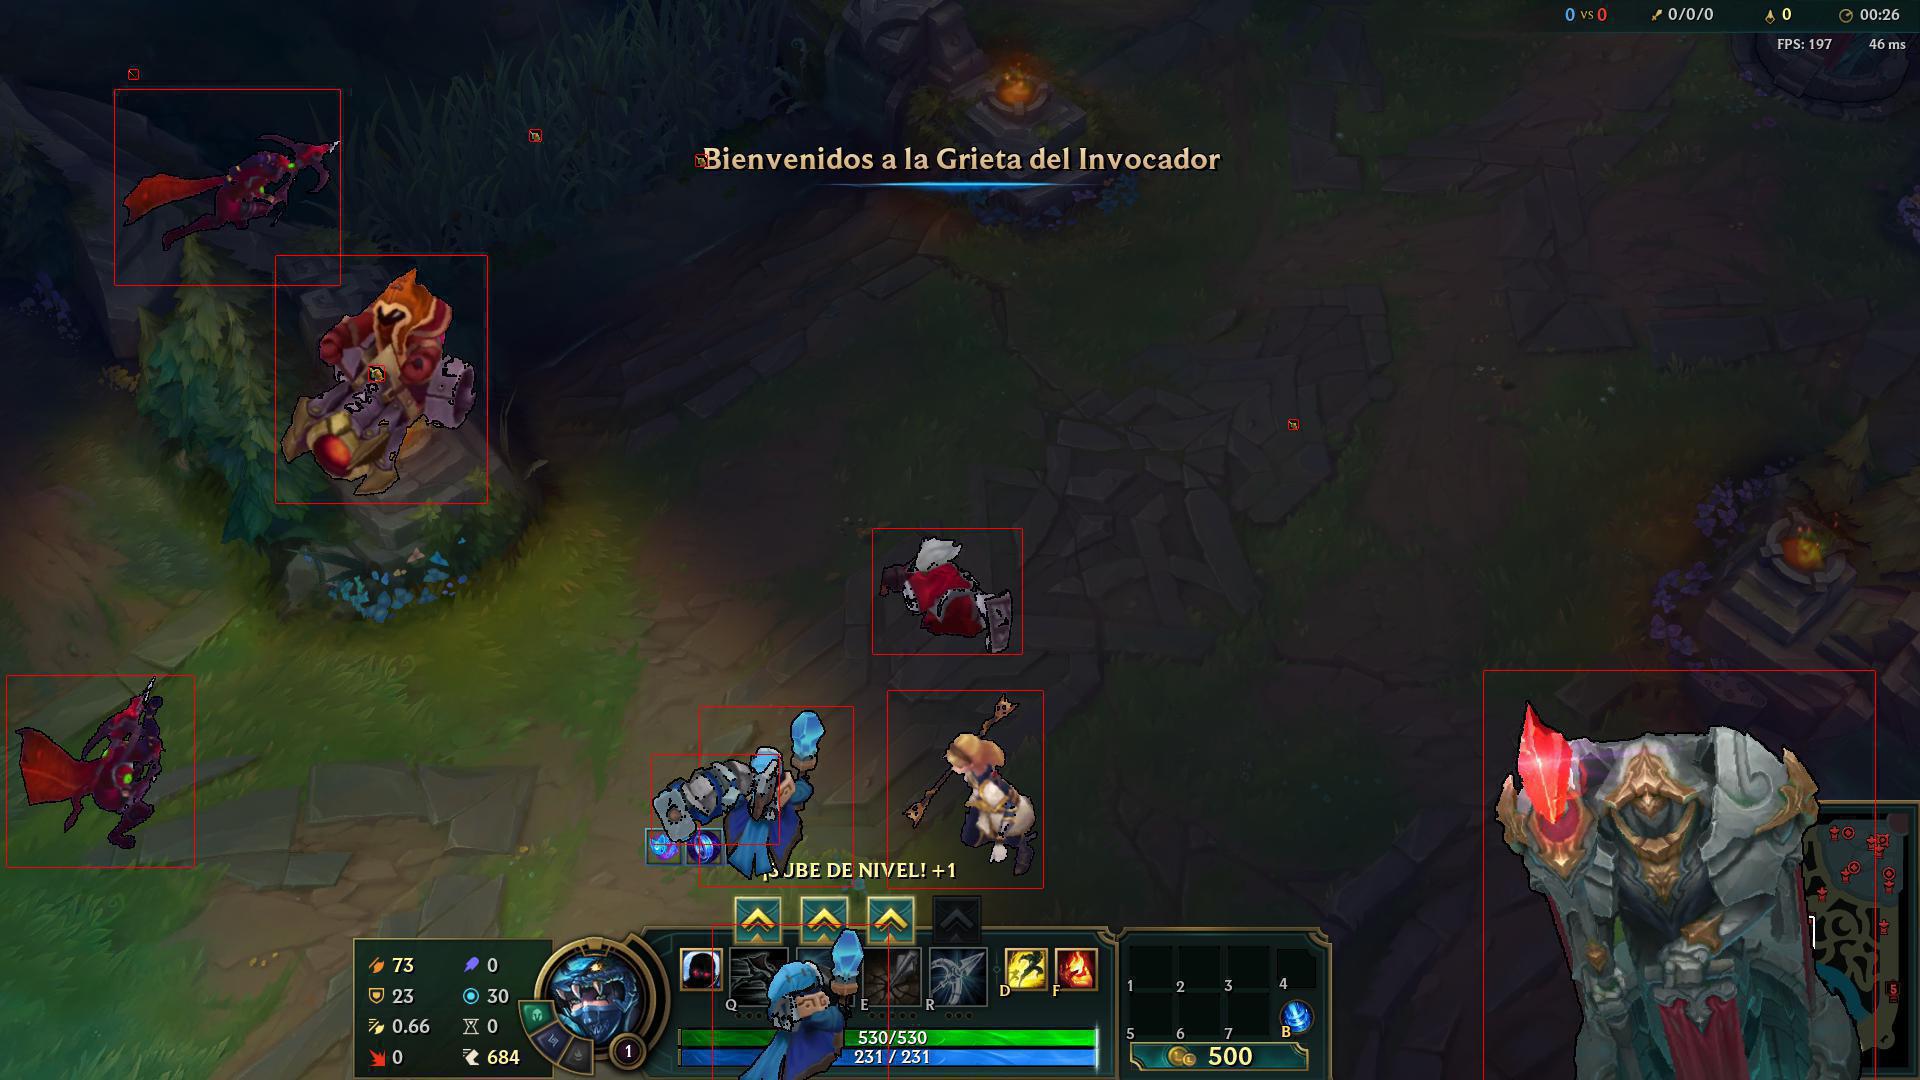 0 vs 0 0/0/0 0 00:26
FPS: 197 46 ms
Bienvenidos a la Grieta del Invocador
¡SUBE DE NIVEL! +1
73 0
23 30
0.66 0
0 684
1
Q E R D F
530/530
231 / 231
1 2 3 4
5 6 7 B
500
5